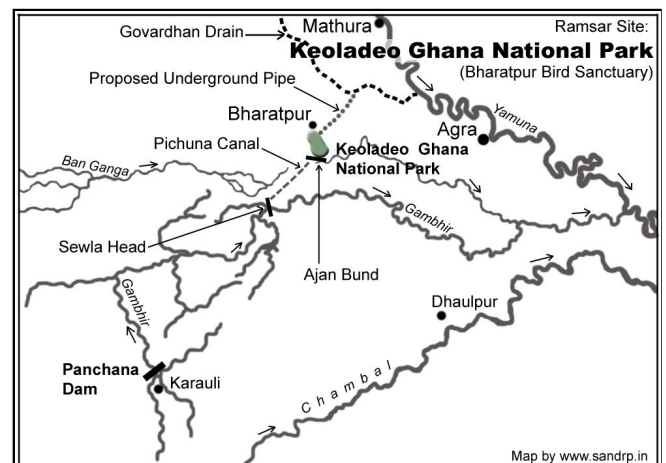 Ramsar Site:
Mathura
Govardhan Drain
Keoladeo Ghana National Park
(Bharatpur Bird Sanctuary)
Proposed Underground Pipe
Bharatpur
Yamuna
Agra
Pichuna Canal
Keoladeo Ghana
National Park
Ban Ganga
Gambhir
Sewla Head
Ajan Bund
Gambhir
Dhaulpur
Panchana
Dam
Karauli
Chambal
Map by www.sandrp.in